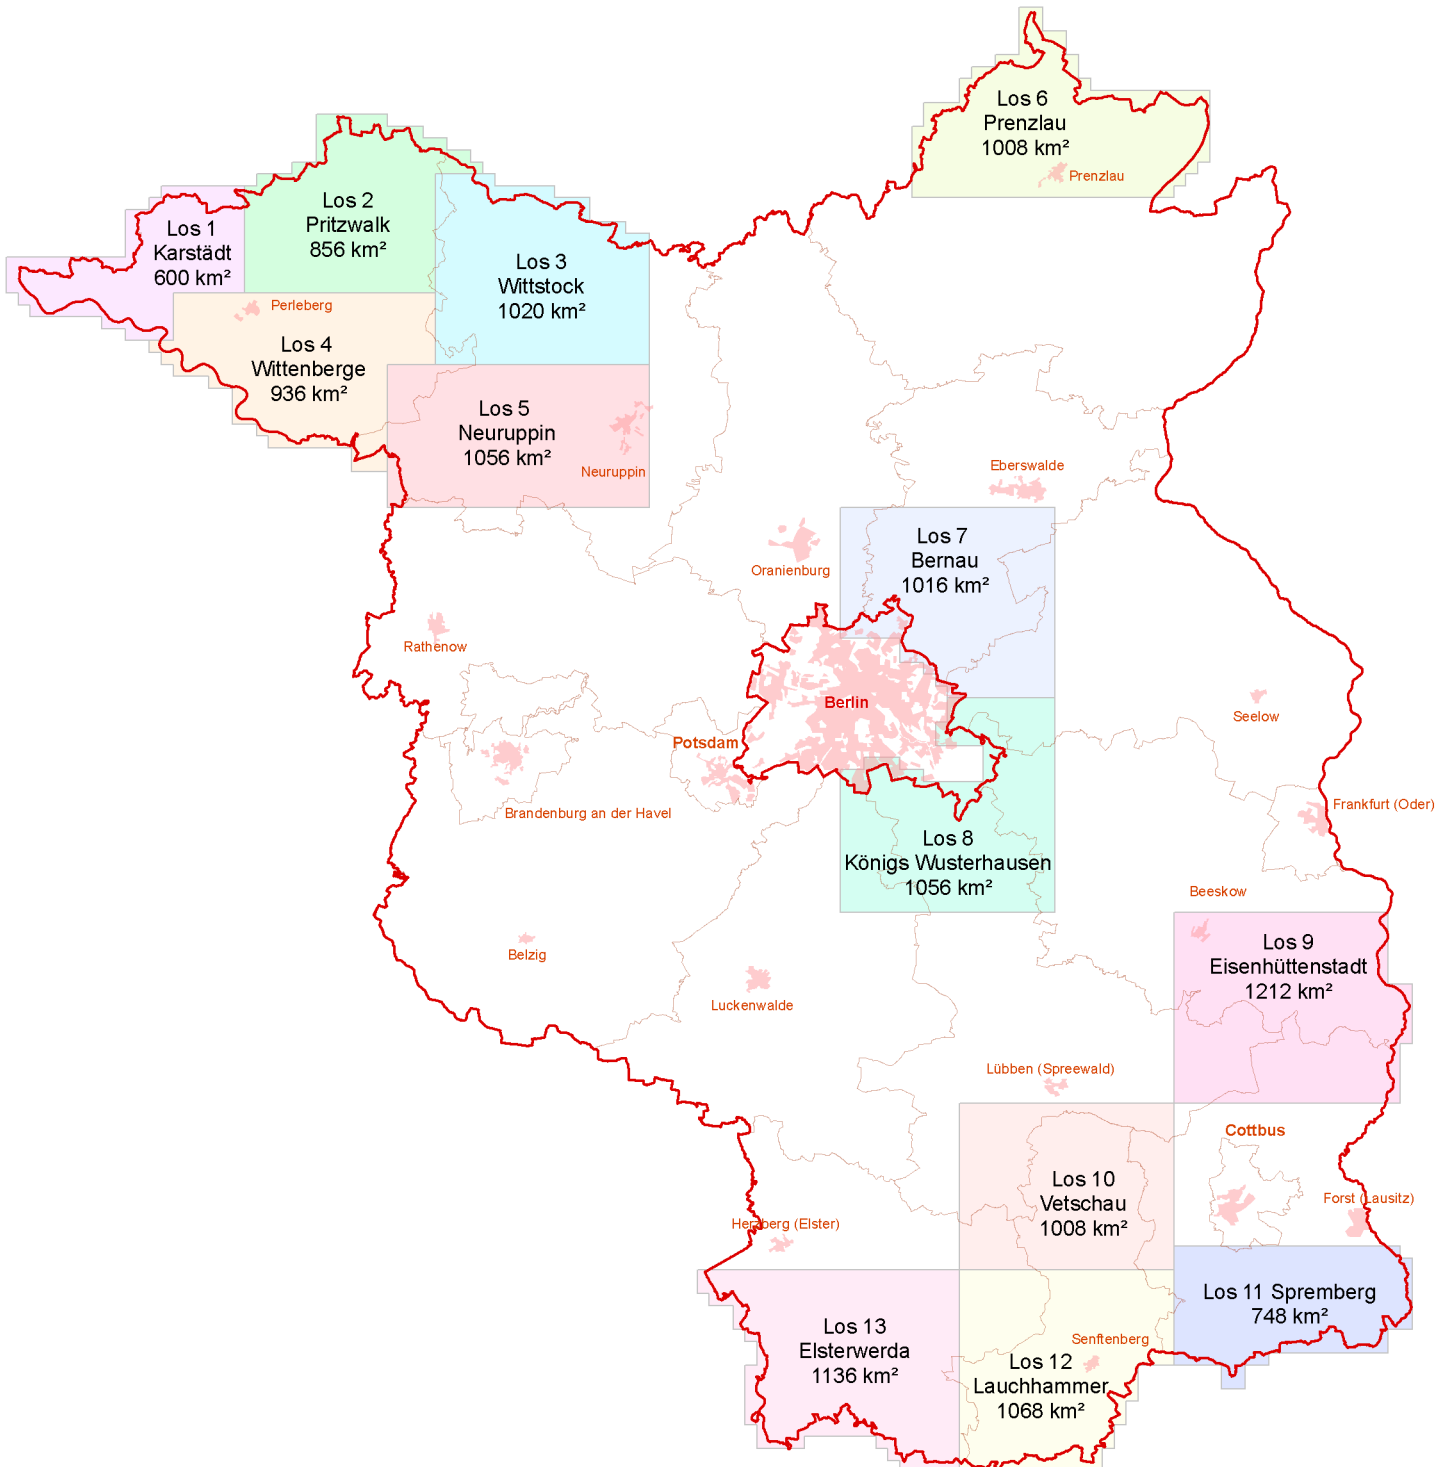 Los 6
Prenzlau
1008 km²
Prenzlau
Los 2
Pritzwalk
856 km²
Los 1
Karstädt
600 km²
Los 3
Wittstock
1020 km²
Perleberg
Los 4
Wittenberge
936 km²
Los 5
Neuruppin
1056 km²
Neuruppin
Eberswalde
Los 7
Bernau
1016 km²
Oranienburg
Rathenow
Berlin
Seelow
Potsdam
Brandenburg an der Havel
Frankfurt (Oder)
Los 8
Königs Wusterhausen
1056 km²
Beeskow
Los 9
Eisenhüttenstadt
1212 km²
Belzig
Luckenwalde
Lübben (Spreewald)
Cottbus
Los 10
Vetschau
1008 km²
Forst (Lausitz)
Herzberg (Elster)
Los 11 Spremberg
748 km²
Los 13
Elsterwerda
1136 km²
Senftenberg
Los 12
Lauchhammer
1068 km²